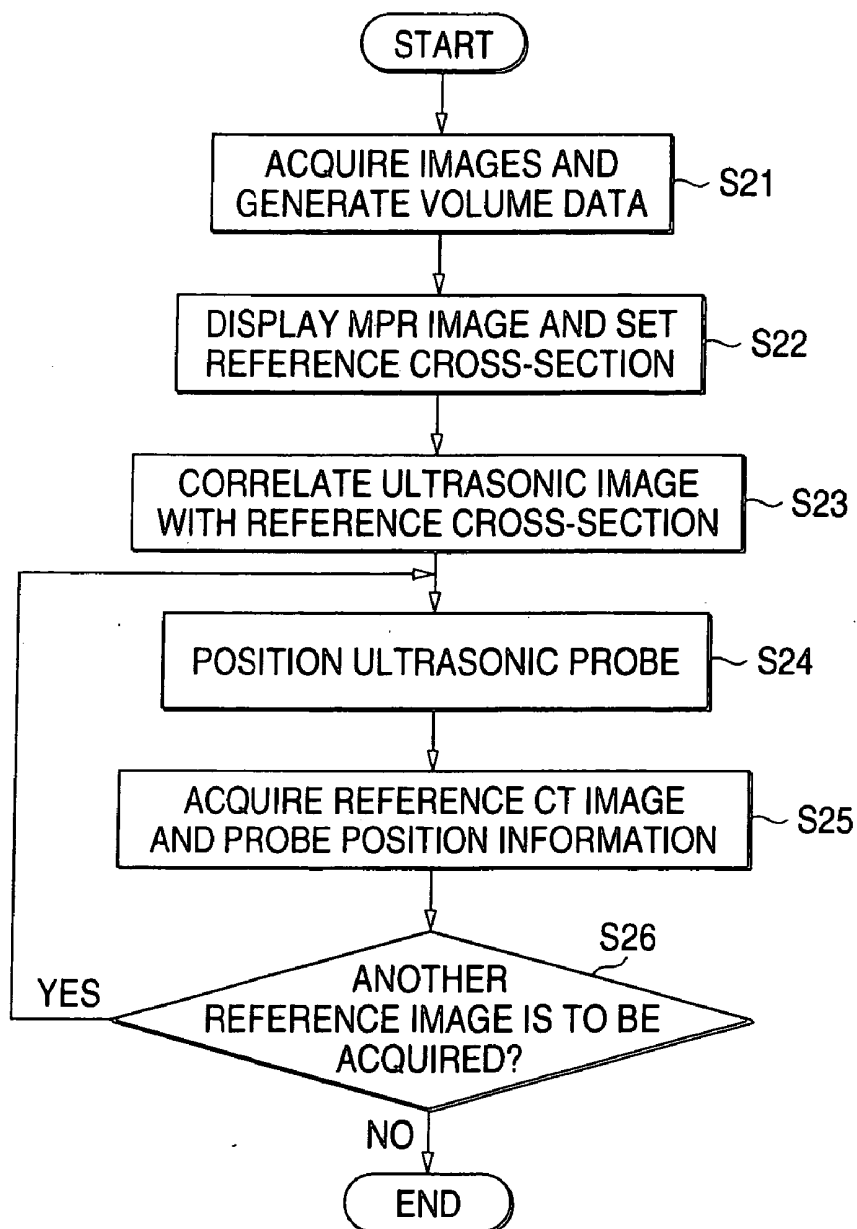 START
ACQUIRE IMAGES AND
GENERATE VOLUME DATA
S21
DISPLAY MPR IMAGE AND SET
REFERENCE CROSS-SECTION
S22
CORRELATE ULTRASONIC IMAGE
WITH REFERENCE CROSS-SECTION
S23
POSITION ULTRASONIC PROBE
S24
ACQUIRE REFERENCE CT IMAGE
AND PROBE POSITION INFORMATION
S25
S26
YES
ANOTHER
REFERENCE IMAGE IS TO BE
ACQUIRED?
NO
END